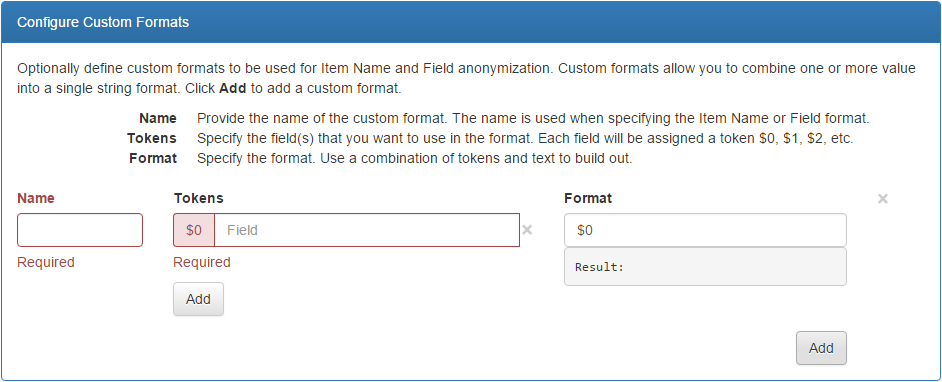 Configure Custom Formats
Optionally define custom formats to be used for Item Name and Field anonymization. Custom formats allow you to combine one or more value
into a single string format. Click Add to add a custom format.
Name Provide the name of the custom format. The name is used when specifying the Item Name or Field format.
Tokens Specify the field(s) that you want to use in the format. Each field will be assigned a token $0, $1, $2, etc.
Format Specify the format. Use a combination of tokens and text to build out.
Name Tokens Format ×
$0 Field × $0
Required Required Result:
Add
Add